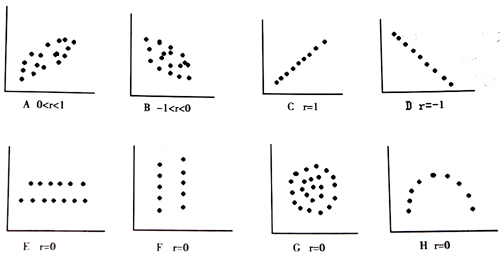 A 0<r<1
B -1<r<0
C r=1
D r=-1
E r=0
F r=0
G r=0
H r=0